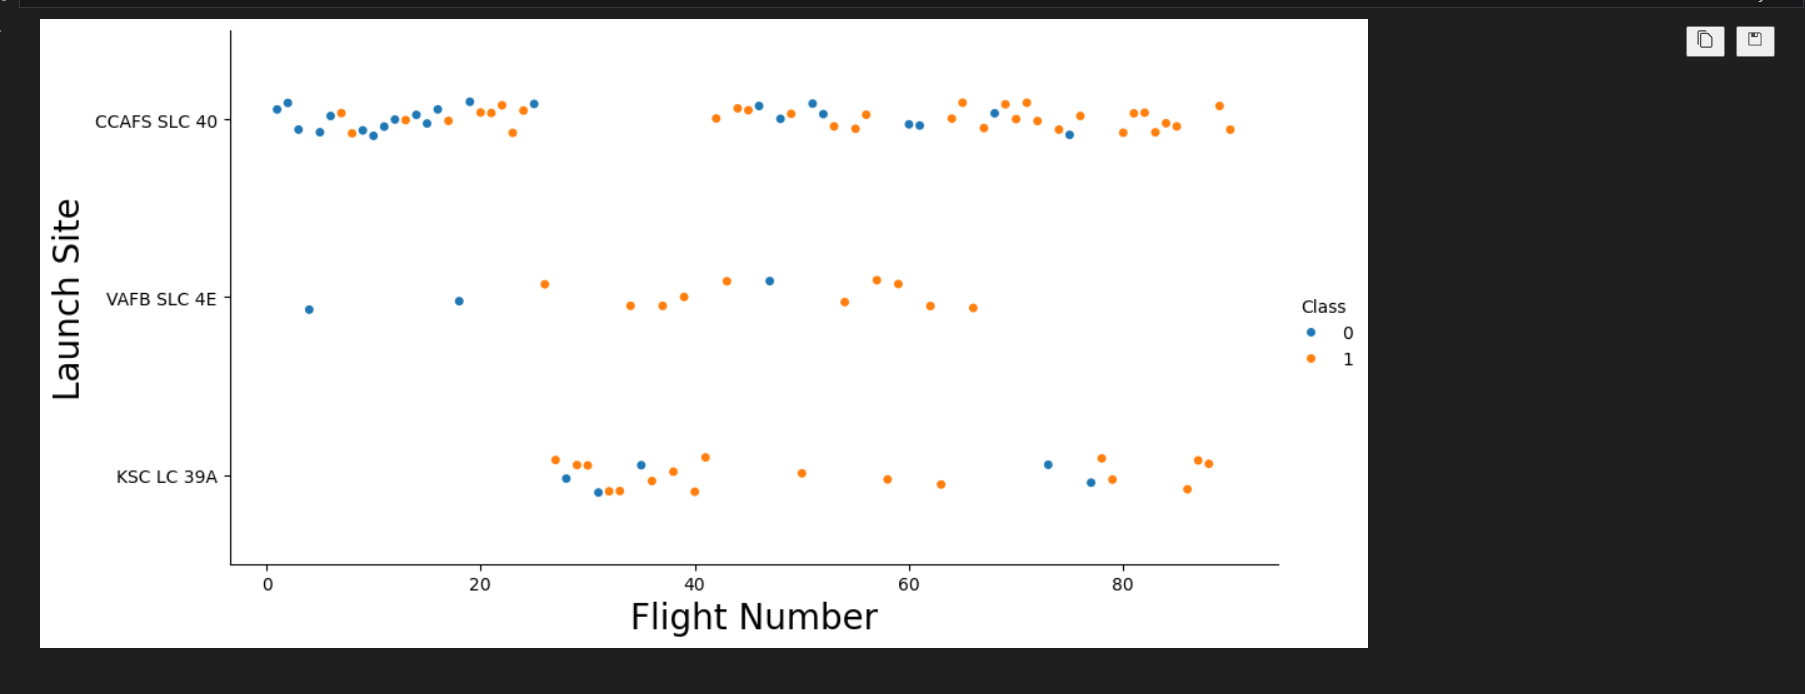 CCAFS SLC 40
VAFB SLC 4E
KSC LC 39A
Launch Site
0 20 40 60 80
Flight Number
Class
0
1